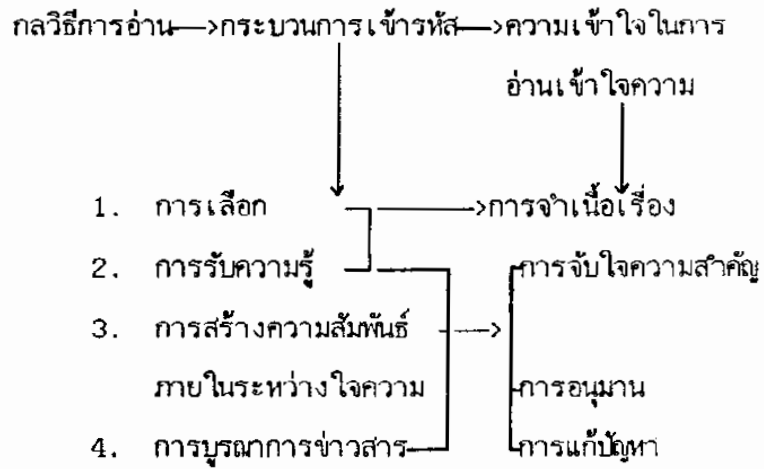 กลวิธีการอ่าน—>กระบวนการเข้ารหัส—>ความเข้าใจในการ
อ่านเข้าใจความ
1. การเลือก —>การจำเนื้อเรื่อง
2. การรับความรู้ การจับใจความสำคัญ
3. การสร้างความสัมพันธ์ —>
ภายในระหว่างใจความ การอนุมาน
4. การบูรณาการข่าวสาร การแก้ปัญหา